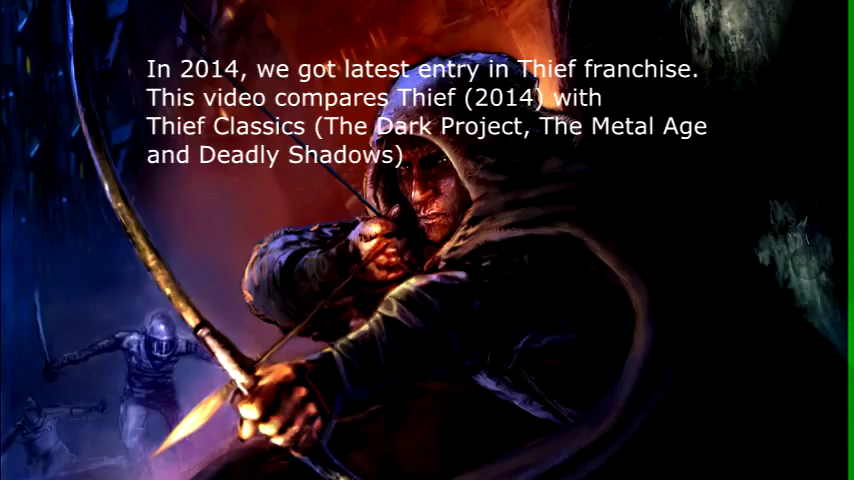 In 2014, we got latest entry in Thief franchise.
This video compares Thief (2014) with
Thief Classics (The Dark Project, The Metal Age
and Deadly Shadows)